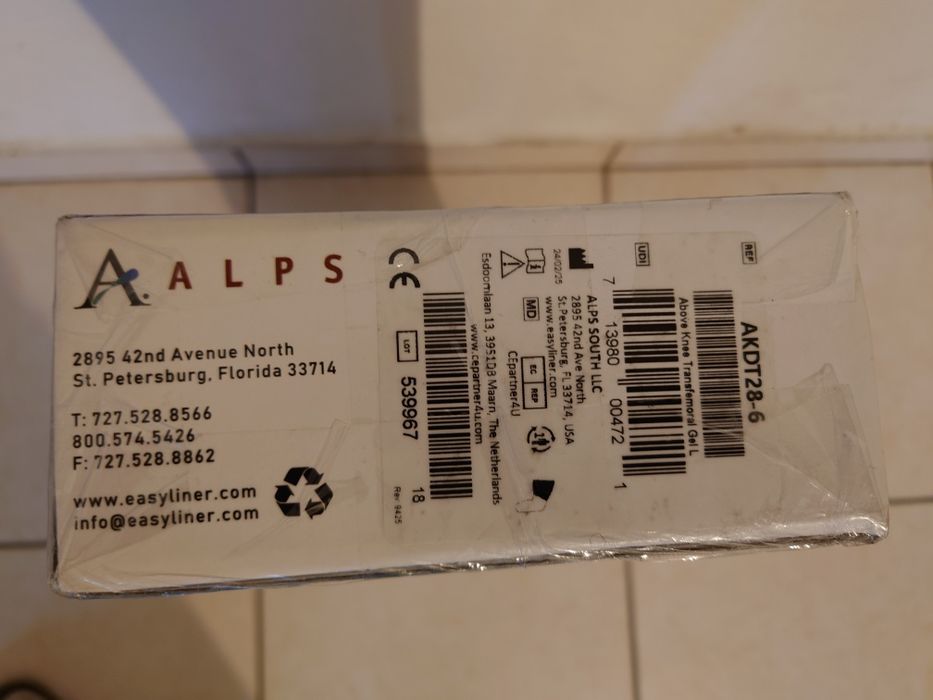 ALPS
2895 42nd Avenue North
St. Petersburg, Florida 33714
T: 727.528.8566
800.574.5426
F: 727.528.8862
www.easyliner.com
info@easyliner.com
REF
AKDT28-6
Above Knee Transfemoral Gel L
UDI
7 13980 00472 1
24/02/25
ALPS SOUTH LLC
2895 42nd Ave North
St.Petersburg, FL 33714, USA
www.easyliner.com
MD
EC REP
CEpartner4U
Esdoornlaan 13, 3951DB Maarn, The Netherlands
www.cepartner4u.com
CE
LOT
539967
18
Rev 9425